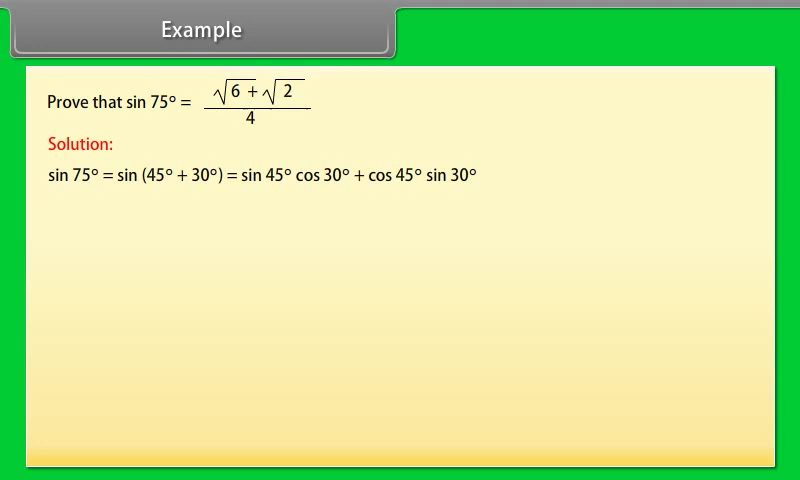 Example
Prove that sin 75° = (√6 + √2)/4
Solution:
sin 75° = sin (45° + 30°) = sin 45° cos 30° + cos 45° sin 30°